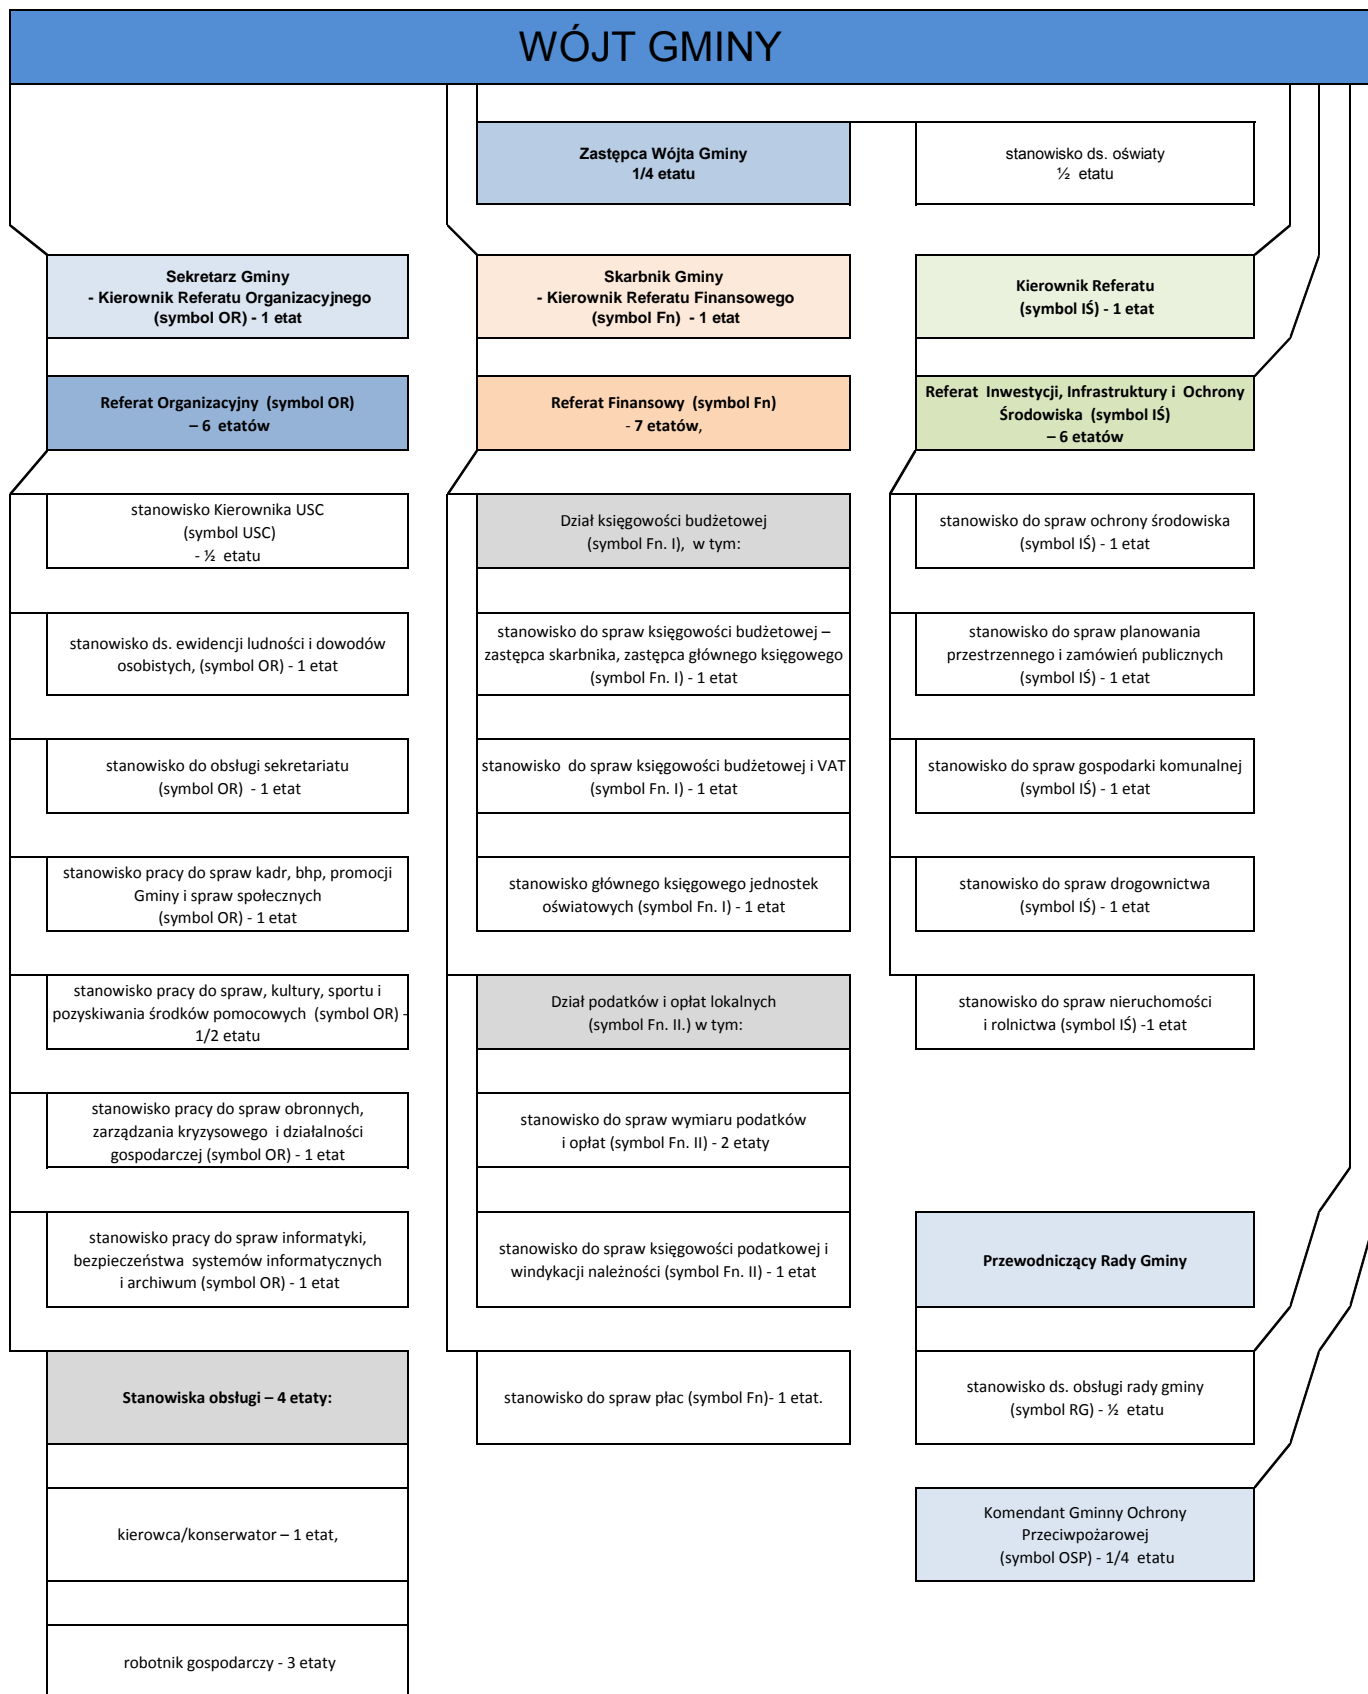 WÓJT GMINY
Zastępca Wójta Gminy
1/4 etatu
stanowisko ds. oświaty
½ etatu
Sekretarz Gminy
- Kierownik Referatu Organizacyjnego
(symbol OR) - 1 etat
Skarbnik Gminy
- Kierownik Referatu Finansowego
(symbol Fn) - 1 etat
Kierownik Referatu
(symbol IŚ) - 1 etat
Referat Organizacyjny (symbol OR)
– 6 etatów
Referat Finansowy (symbol Fn)
- 7 etatów,
Referat Inwestycji, Infrastruktury i Ochrony
Środowiska (symbol IŚ)
– 6 etatów
stanowisko Kierownika USC
(symbol USC)
- ½ etatu
Dział księgowości budżetowej
(symbol Fn. I), w tym:
stanowisko do spraw ochrony środowiska
(symbol IŚ) - 1 etat
stanowisko ds. ewidencji ludności i dowodów
osobistych, (symbol OR) - 1 etat
stanowisko do spraw księgowości budżetowej –
zastępca skarbnika, zastępca głównego księgowego
(symbol Fn. I) - 1 etat
stanowisko do spraw planowania
przestrzennego i zamówień publicznych
(symbol IŚ) - 1 etat
stanowisko do obsługi sekretariatu
(symbol OR) - 1 etat
stanowisko do spraw księgowości budżetowej i VAT
(symbol Fn. I) - 1 etat
stanowisko do spraw gospodarki komunalnej
(symbol IŚ) - 1 etat
stanowisko pracy do spraw kadr, bhp, promocji
Gminy i spraw społecznych
(symbol OR) - 1 etat
stanowisko głównego księgowego jednostek
oświatowych (symbol Fn. I) - 1 etat
stanowisko do spraw drogownictwa
(symbol IŚ) - 1 etat
stanowisko pracy do spraw, kultury, sportu i
pozyskiwania środków pomocowych (symbol OR) -
1/2 etatu
Dział podatków i opłat lokalnych
(symbol Fn. II.) w tym:
stanowisko do spraw nieruchomości
i rolnictwa (symbol IŚ) -1 etat
stanowisko pracy do spraw obronnych,
zarządzania kryzysowego i działalności
gospodarczej (symbol OR) - 1 etat
stanowisko do spraw wymiaru podatków
i opłat (symbol Fn. II) - 2 etaty
stanowisko pracy do spraw informatyki,
bezpieczeństwa systemów informatycznych
i archiwum (symbol OR) - 1 etat
stanowisko do spraw księgowości podatkowej i
windykacji należności (symbol Fn. II) - 1 etat
Przewodniczący Rady Gminy
Stanowiska obsługi – 4 etaty:
stanowisko do spraw płac (symbol Fn)- 1 etat.
stanowisko ds. obsługi rady gminy
(symbol RG) - ½ etatu
kierowca/konserwator – 1 etat,
Komendant Gminny Ochrony
Przeciwpożarowej
(symbol OSP) - 1/4 etatu
robotnik gospodarczy - 3 etaty